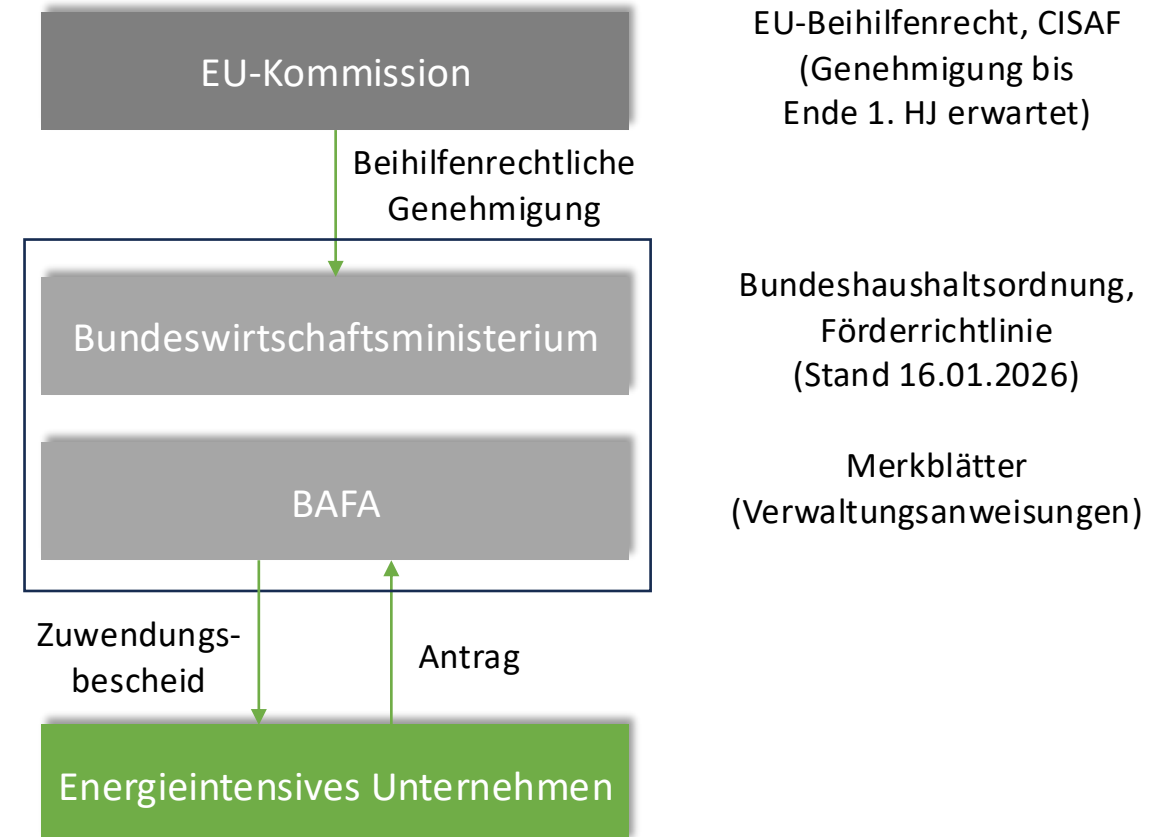 EU-Kommission
EU-Beihilfenrecht, CISAF
(Genehmigung bis
Ende 1. HJ erwartet)
Beihilfenrechtliche
Genehmigung
Bundeswirtschaftsministerium
Bundeshaushaltsordnung,
Förderrichtlinie
(Stand 16.01.2026)
BAFA
Merkblätter
(Verwaltungsanweisungen)
Zuwendungs-
bescheid
Antrag
Energieintensives Unternehmen